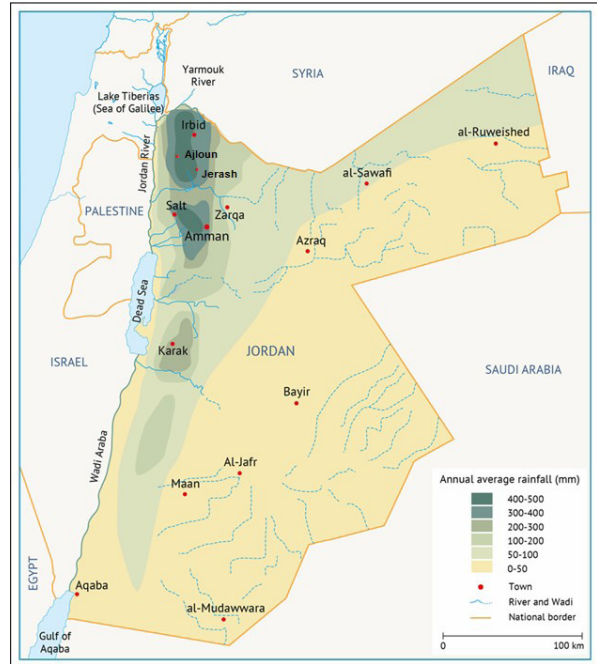 Yarmouk
River
SYRIA
IRAQ
Lake Tiberias
(Sea of Galilee)
Irbid
al-Ruweished
Ajloun
Jerash
al-Sawafi
Jordan River
PALESTINE
Salt
Zarqa
Amman
Azraq
Dead Sea
Karak
JORDAN
ISRAEL
SAUDI ARABIA
Bayir
Wadi Araba
Al-Jafr
Maan
EGYPT
Aqaba
al-Mudawwara
Gulf of
Aqaba
Annual average rainfall (mm)
400-500
300-400
200-300
100-200
50-100
0-50
Town
River and Wadi
National border
0
100 km